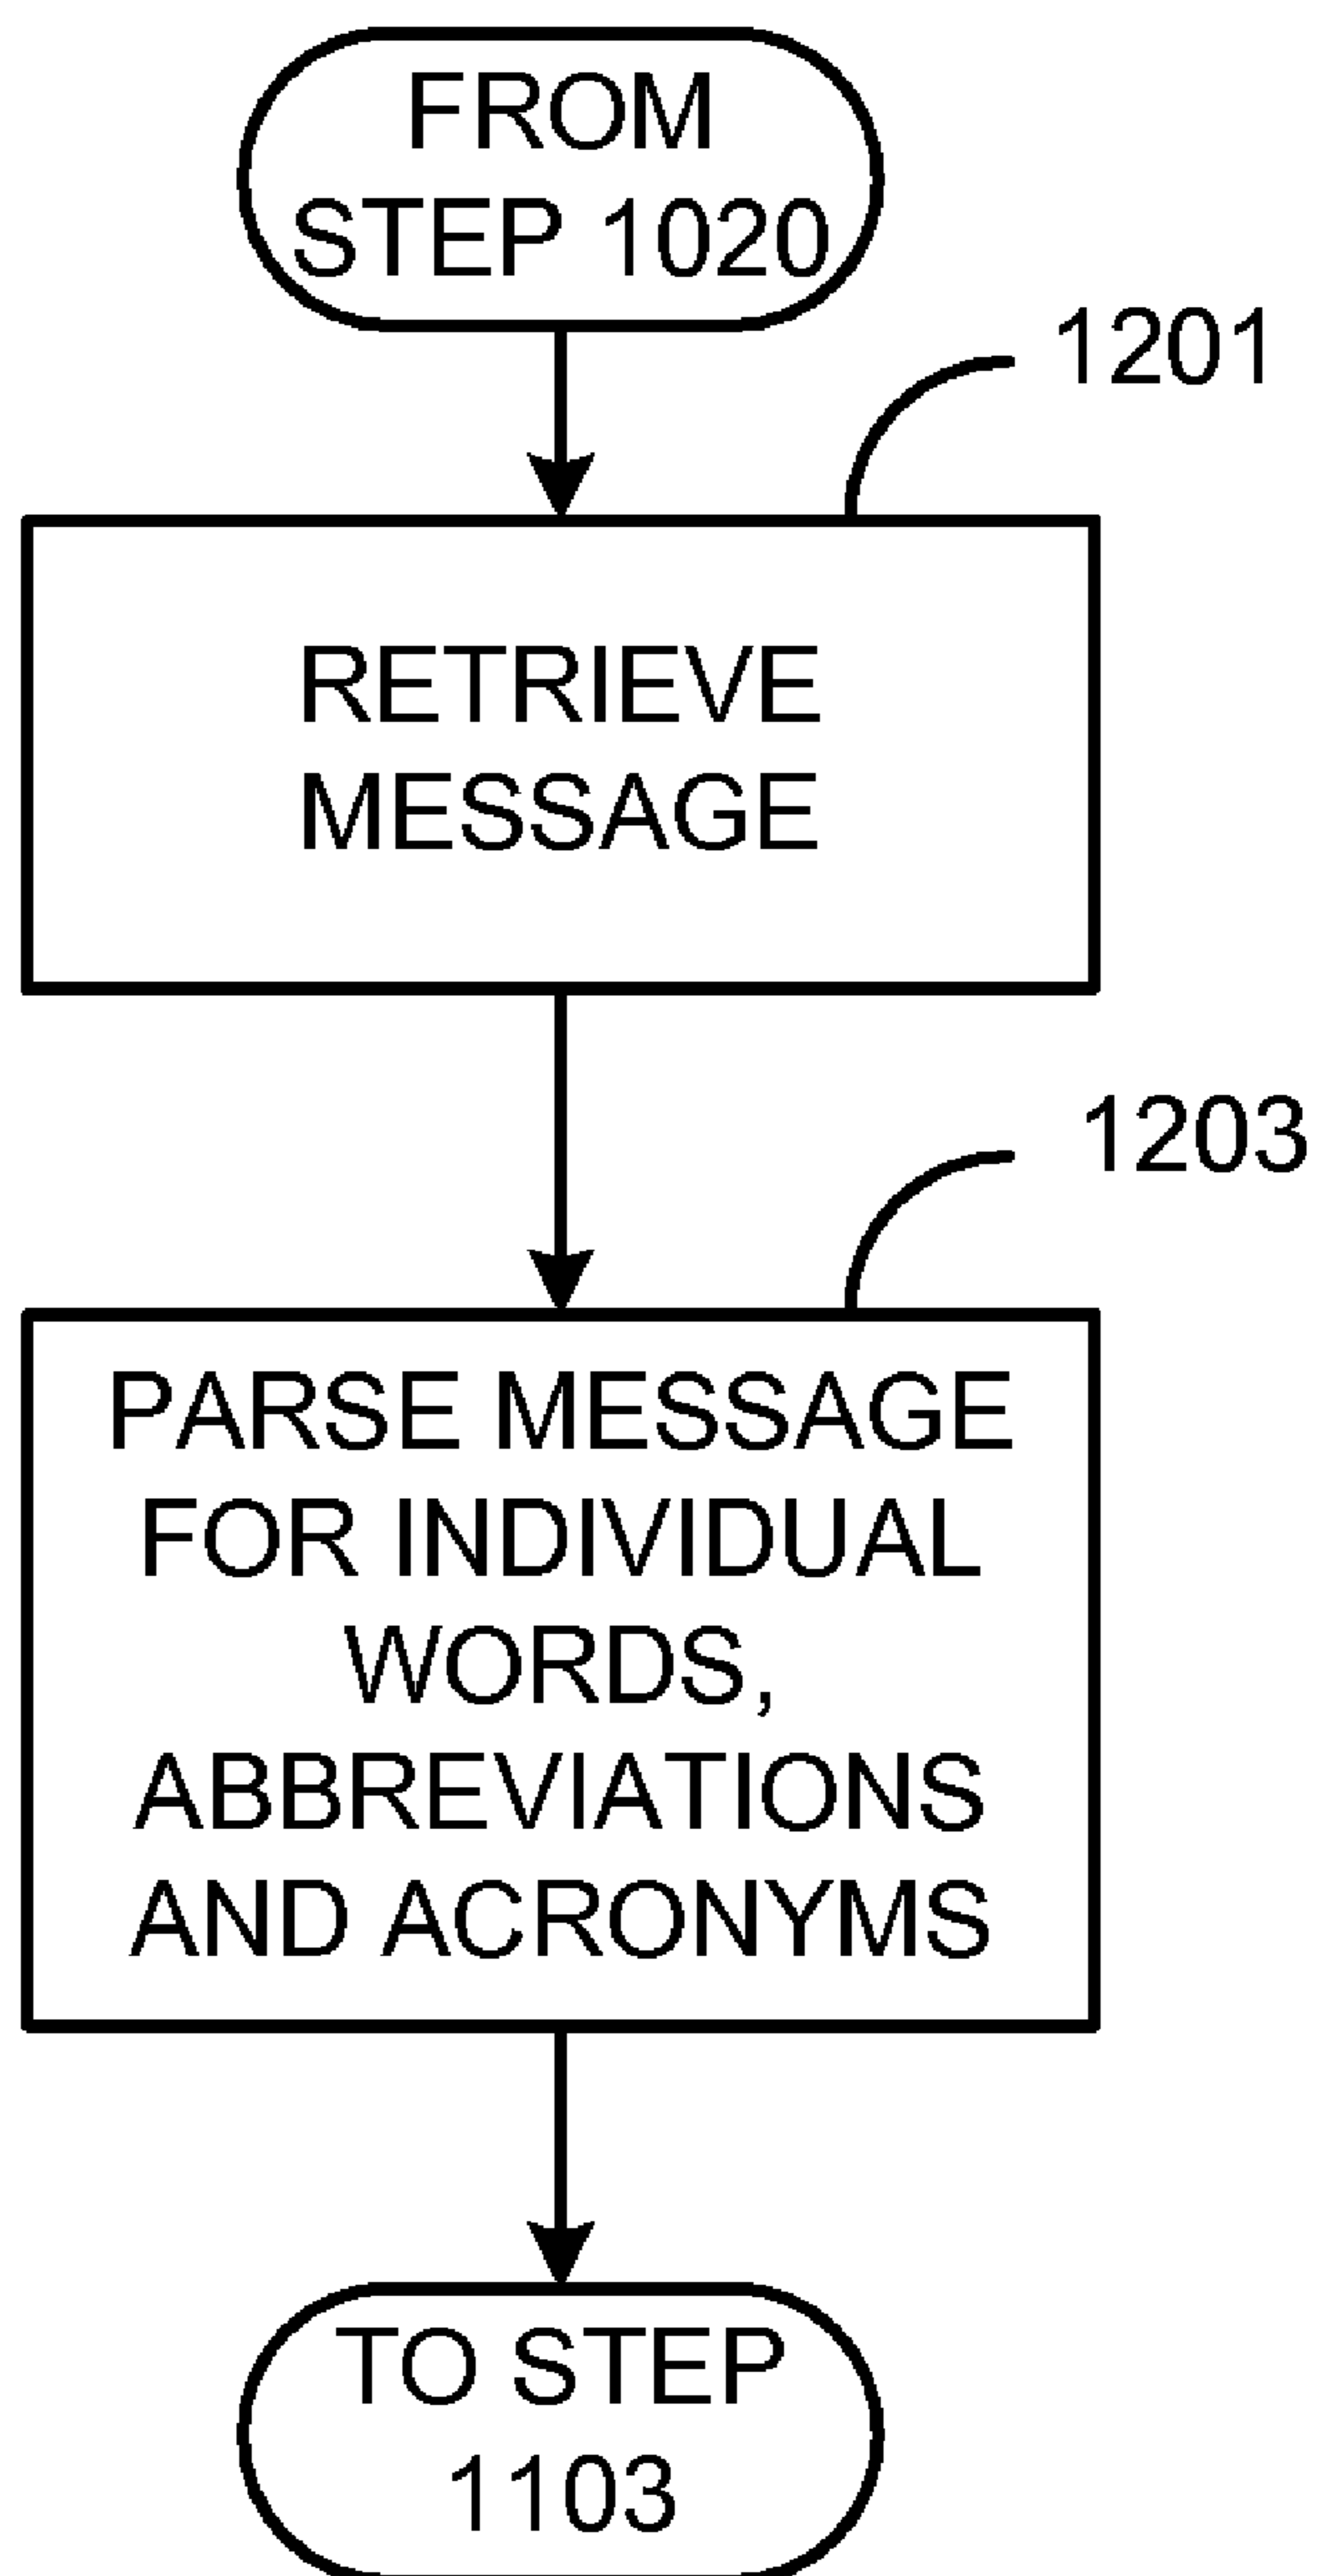 FROM
STEP 1020
1201
RETRIEVE
MESSAGE
1203
PARSE MESSAGE
FOR INDIVIDUAL
WORDS,
ABBREVIATIONS
AND ACRONYMS
TO STEP
1103